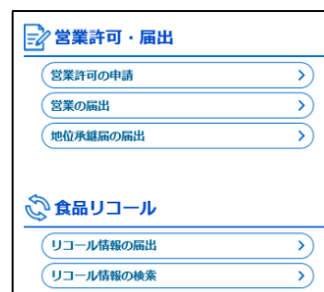 営業許可・届出
営業許可の申請
営業の届出
地位承継届の届出
食品リコール
リコール情報の届出
リコール情報の検索